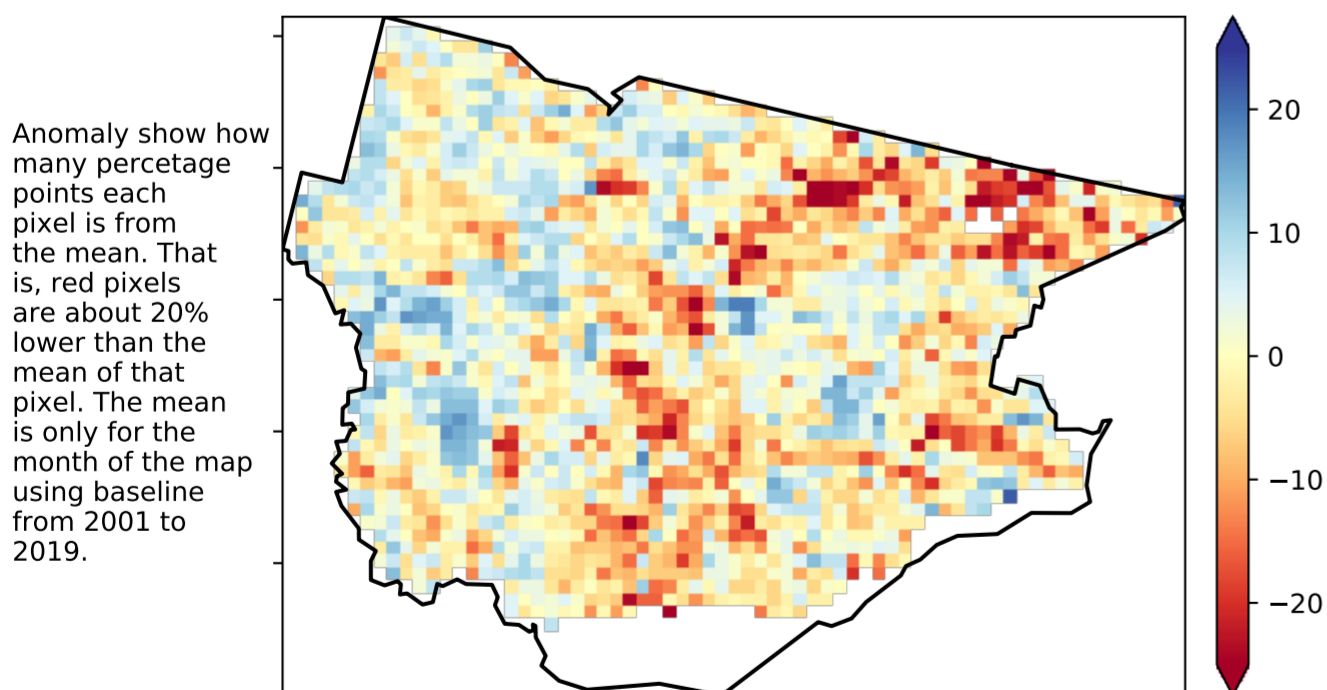 Anomaly show how
many percetage
points each
pixel is from
the mean. That
is, red pixels
are about 20%
lower than the
mean of that
pixel. The mean
is only for the
month of the map
using baseline
from 2001 to
2019.
20
10
0
−10
−20